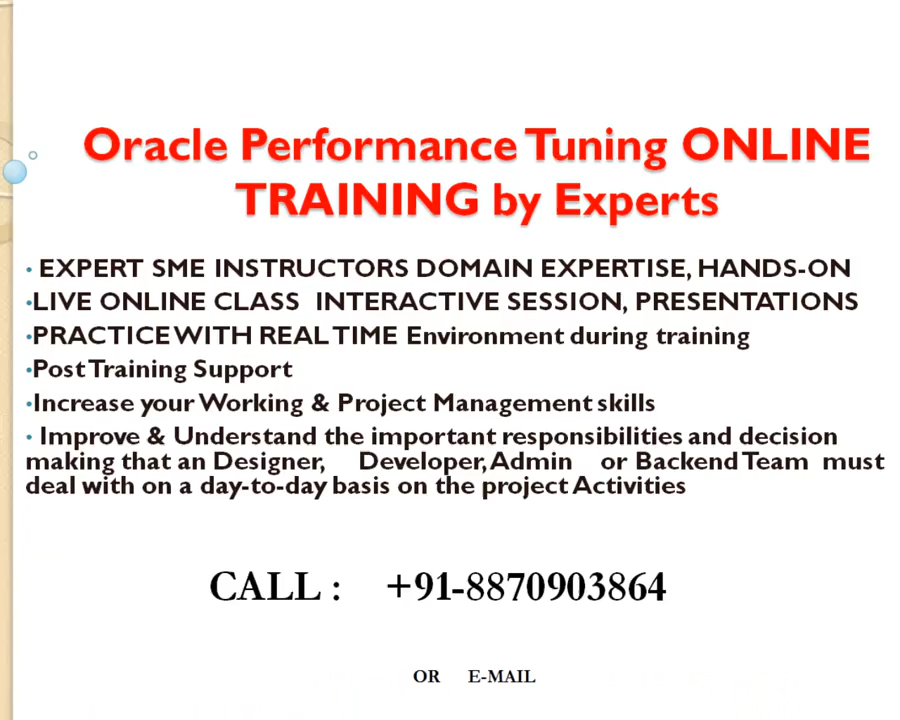 Oracle Performance Tuning ONLINE
TRAINING by Experts
• EXPERT SME INSTRUCTORS DOMAIN EXPERTISE, HANDS-ON
•LIVE ONLINE CLASS INTERACTIVE SESSION, PRESENTATIONS
•PRACTICE WITH REAL TIME Environment during training
•Post Training Support
•Increase your Working & Project Management skills
• Improve & Understand the important responsibilities and decision
making that an Designer, Developer, Admin or Backend Team must
deal with on a day-to-day basis on the project Activities
CALL : +91-8870903864
OR E-MAIL